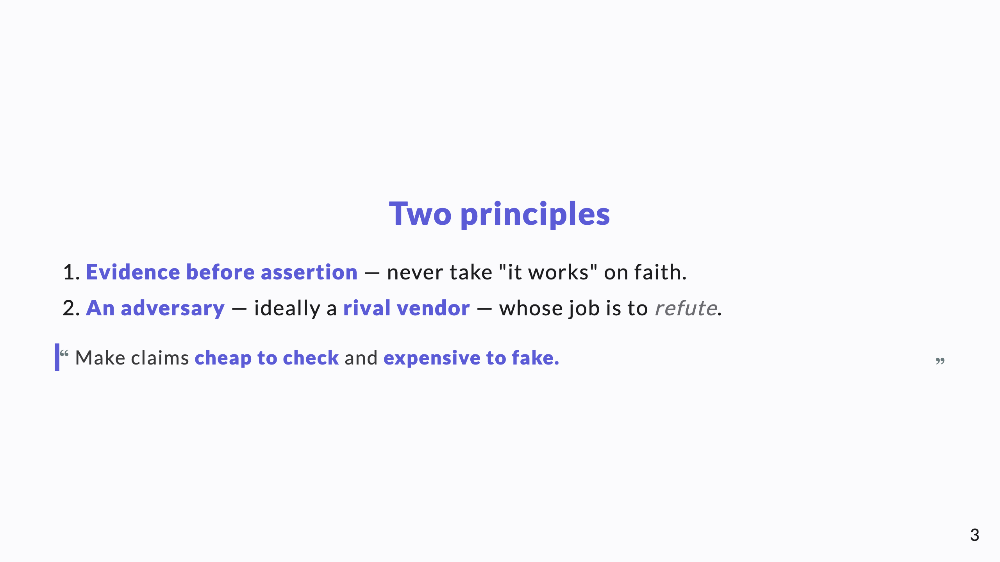 Two principles
1. Evidence before assertion — never take "it works" on faith.
2. An adversary — ideally a rival vendor — whose job is to refute.
“ Make claims cheap to check and expensive to fake. ”
3